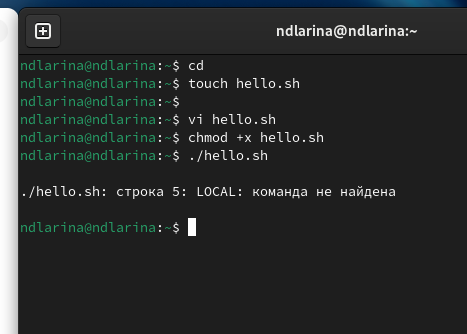 ndlarina@ndlarina:~
ndlarina@ndlarina:~$ cd
ndlarina@ndlarina:~$ touch hello.sh
ndlarina@ndlarina:~$
ndlarina@ndlarina:~$ vi hello.sh
ndlarina@ndlarina:~$ chmod +x hello.sh
ndlarina@ndlarina:~$ ./hello.sh
./hello.sh: строка 5: LOCAL: команда не найдена
ndlarina@ndlarina:~$